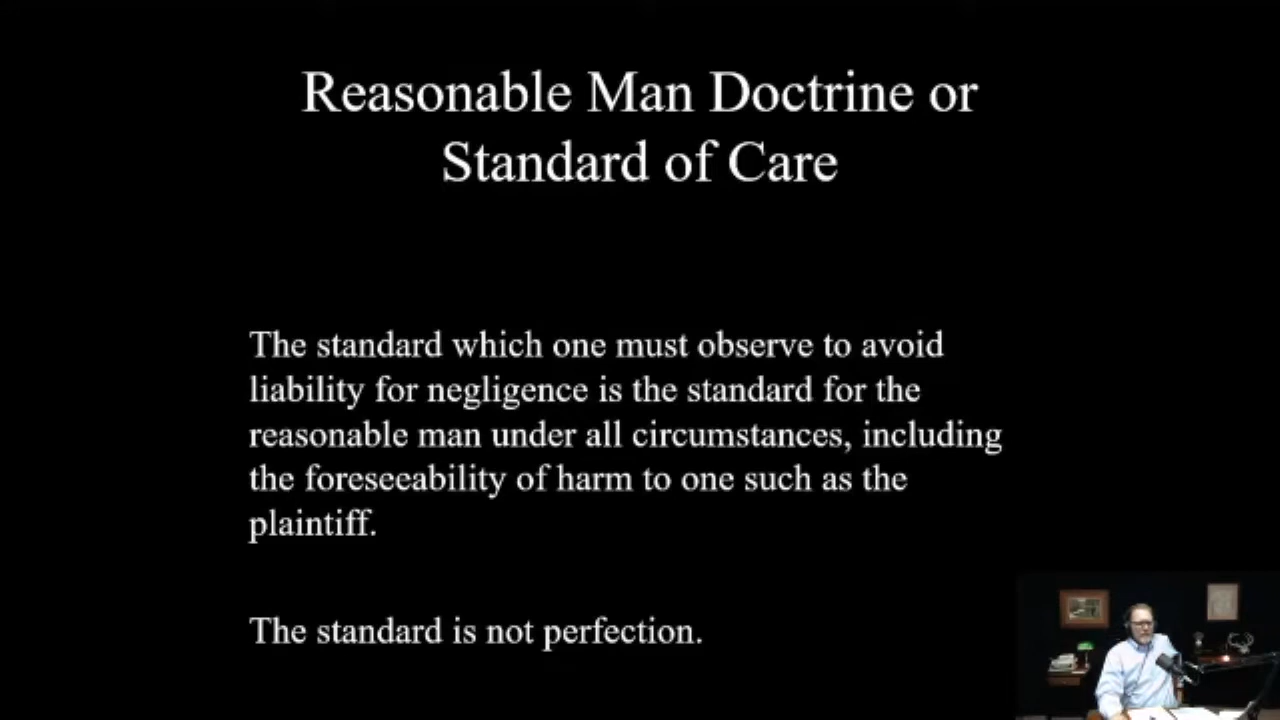 Reasonable Man Doctrine or
Standard of Care
The standard which one must observe to avoid
liability for negligence is the standard for the
reasonable man under all circumstances, including
the foreseeability of harm to one such as the
plaintiff.
The standard is not perfection.